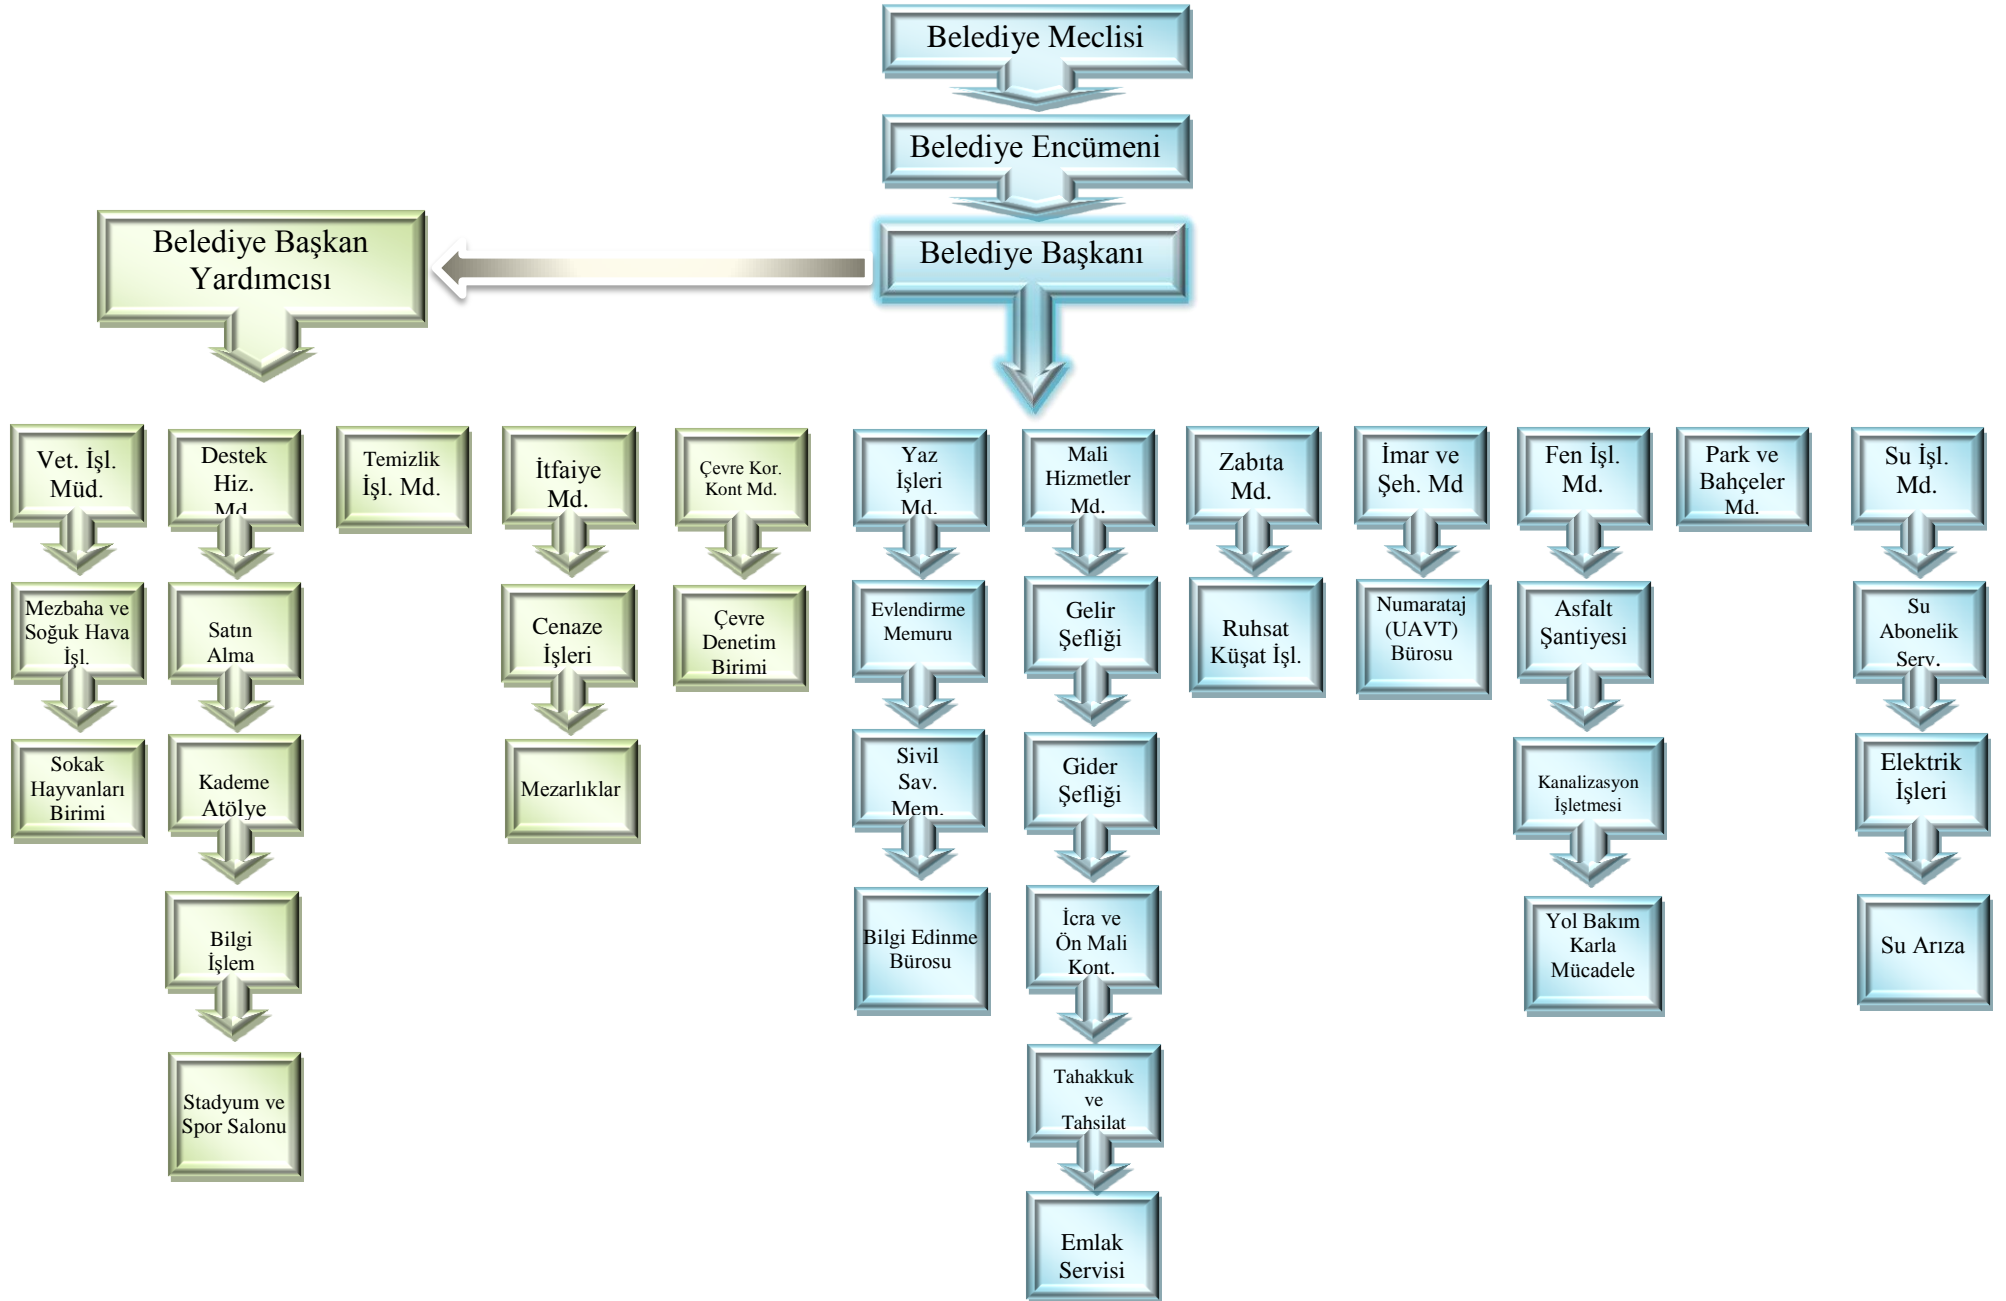 Belediye Meclisi
Belediye Encümeni
Belediye Başkanı
Belediye Başkan
Yardımcısı
Vet. İşl.
Müd.
Mezbaha ve
Soğuk Hava
İşl.
Sokak
Hayvanları
Birimi
Destek
Hiz.
Md.
Satın
Alma
Kademe
Atölye
Bilgi
İşlem
Stadyum ve
Spor Salonu
Temizlik
İşl. Md.
İtfaiye
Md.
Cenaze
İşleri
Mezarlıklar
Çevre Kor.
Kont Md.
Çevre
Denetim
Birimi
Yaz
İşleri
Md.
Evlendirme
Memuru
Sivil
Sav.
Mem.
Bilgi Edinme
Bürosu
Mali
Hizmetler
Md.
Gelir
Şefliği
Gider
Şefliği
İcra ve
Ön Mali
Kont.
Tahakkuk
ve
Tahsilat
Emlak
Servisi
Zabıta
Md.
Ruhsat
Küşat İşl.
İmar ve
Şeh. Md
Numarataj
(UAVT)
Bürosu
Fen İşl.
Md.
Asfalt
Şantiyesi
Kanalizasyon
İşletmesi
Yol Bakım
Karla
Mücadele
Park ve
Bahçeler
Md.
Su İşl.
Md.
Su
Abonelik
Serv.
Elektrik
İşleri
Su Arıza